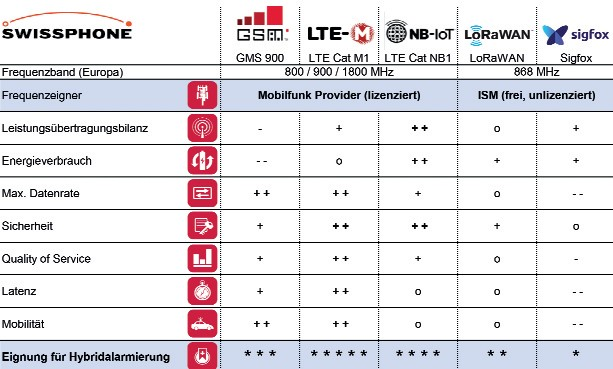 SWISSPHONE GSM LTE-M NB-IoT LoRaWAN sigfox
GMS 900 LTE Cat M1 LTE Cat NB1 LoRaWAN Sigfox
Frequenzband (Europa) 800 / 900 / 1800 MHz 868 MHz
Frequenzeigner Mobilfunk Provider (lizenziert) ISM (frei, unlizenziert)
Leistungsübertragungsbilanz - + ++ o +
Energieverbrauch -- o ++ + +
Max. Datenrate ++ ++ + o --
Sicherheit + ++ ++ + o
Quality of Service + ++ + o -
Latenz + ++ o o --
Mobilität ++ ++ o o --
Eignung für Hybridalarmierung *** ***** **** ** *